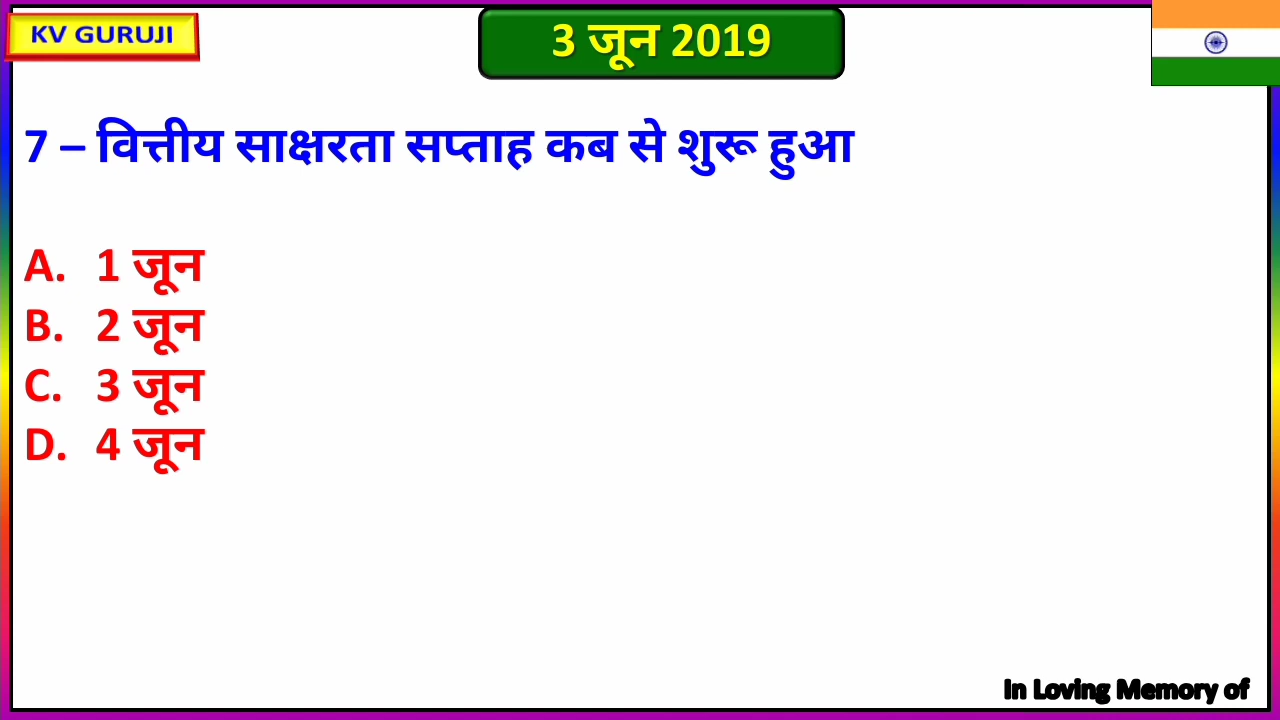 KV GURUJI
3 जून 2019
7 – वित्तीय साक्षरता सप्ताह कब से शुरू हुआ
A. 1 जून
B. 2 जून
C. 3 जून
D. 4 जून
In Loving Memory of